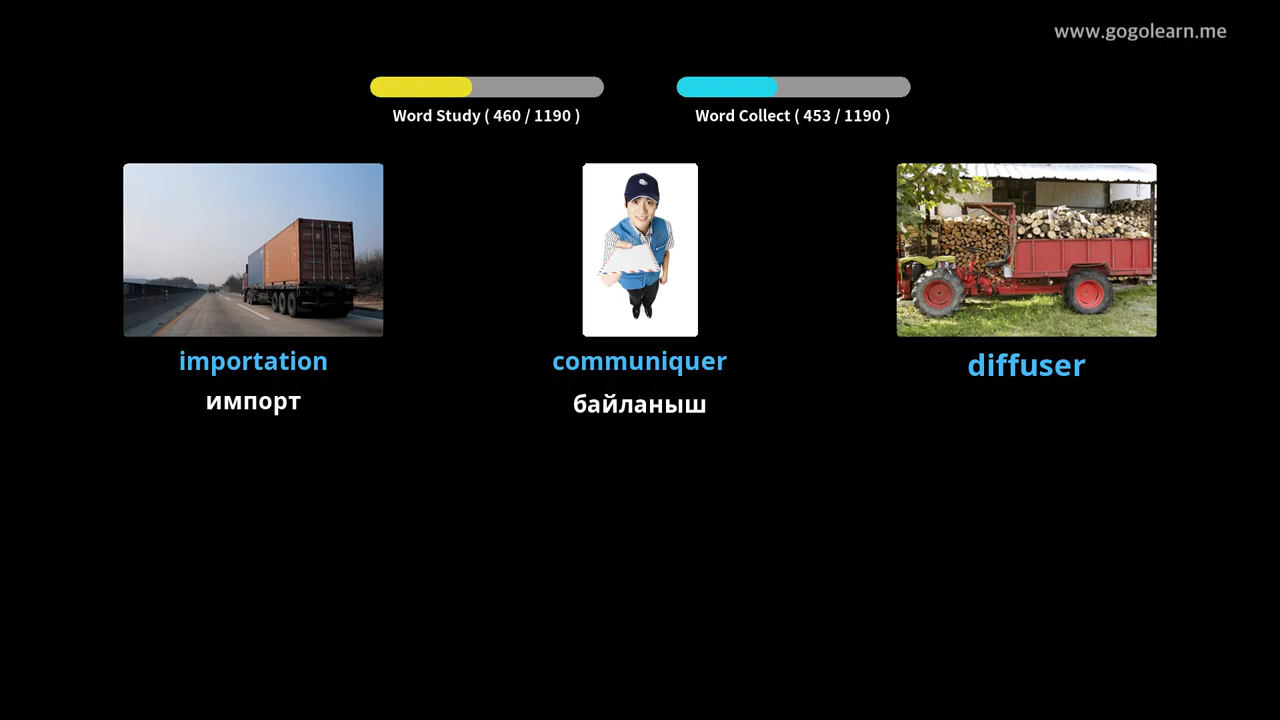 www.gogolearn.me
Word Study ( 460 / 1190 )
Word Collect ( 453 / 1190 )
importation
communiquer
diffuser
импорт
байланыш